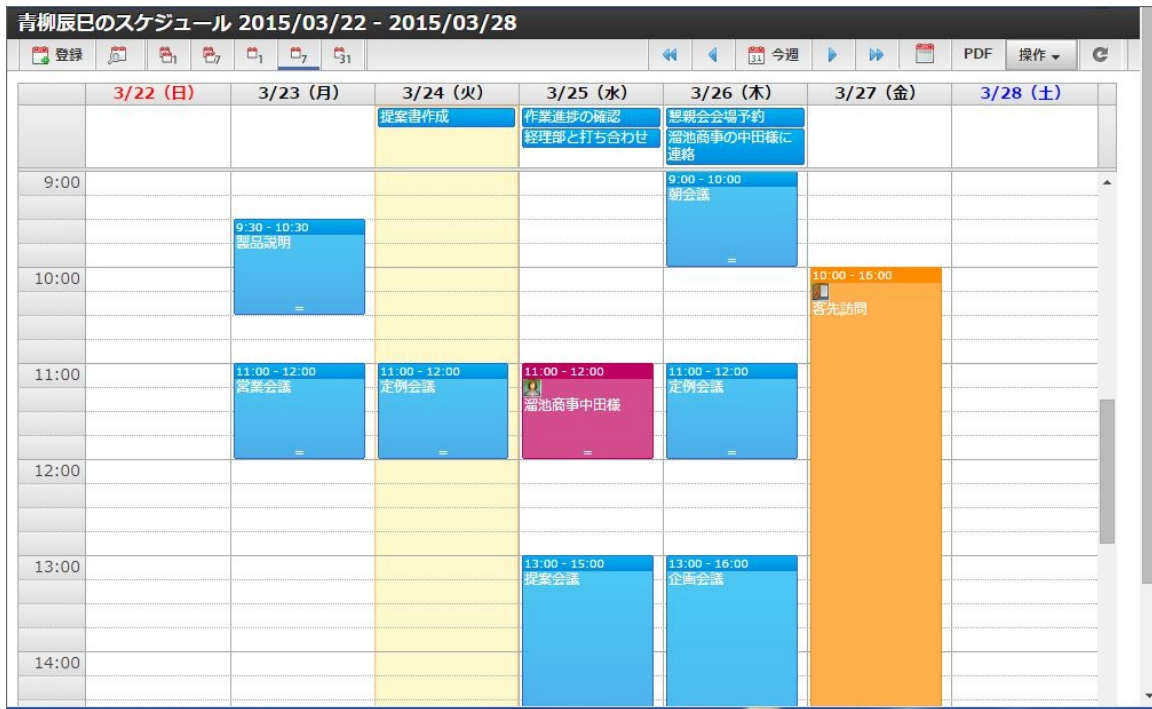 青柳辰巳のスケジュール 2015/03/22 - 2015/03/28
登録 1 7 1 7 31 31 今週 PDF 操作
3/22（日） 3/23（月） 3/24（火） 3/25（水） 3/26（木） 3/27（金） 3/28（土）
提案書作成
作業進捗の確認
経理部と打ち合わせ
懇親会会場予約
溜池商事の中田様に
連絡
9:00
9:00 - 10:00
朝会議
9:30 - 10:30
製品説明
10:00
10:00 - 16:00
客先訪問
11:00
11:00 - 12:00
営業会議
11:00 - 12:00
定例会議
11:00 - 12:00
溜池商事中田様
11:00 - 12:00
定例会議
12:00
13:00
13:00 - 15:00
提案会議
13:00 - 16:00
企画会議
14:00